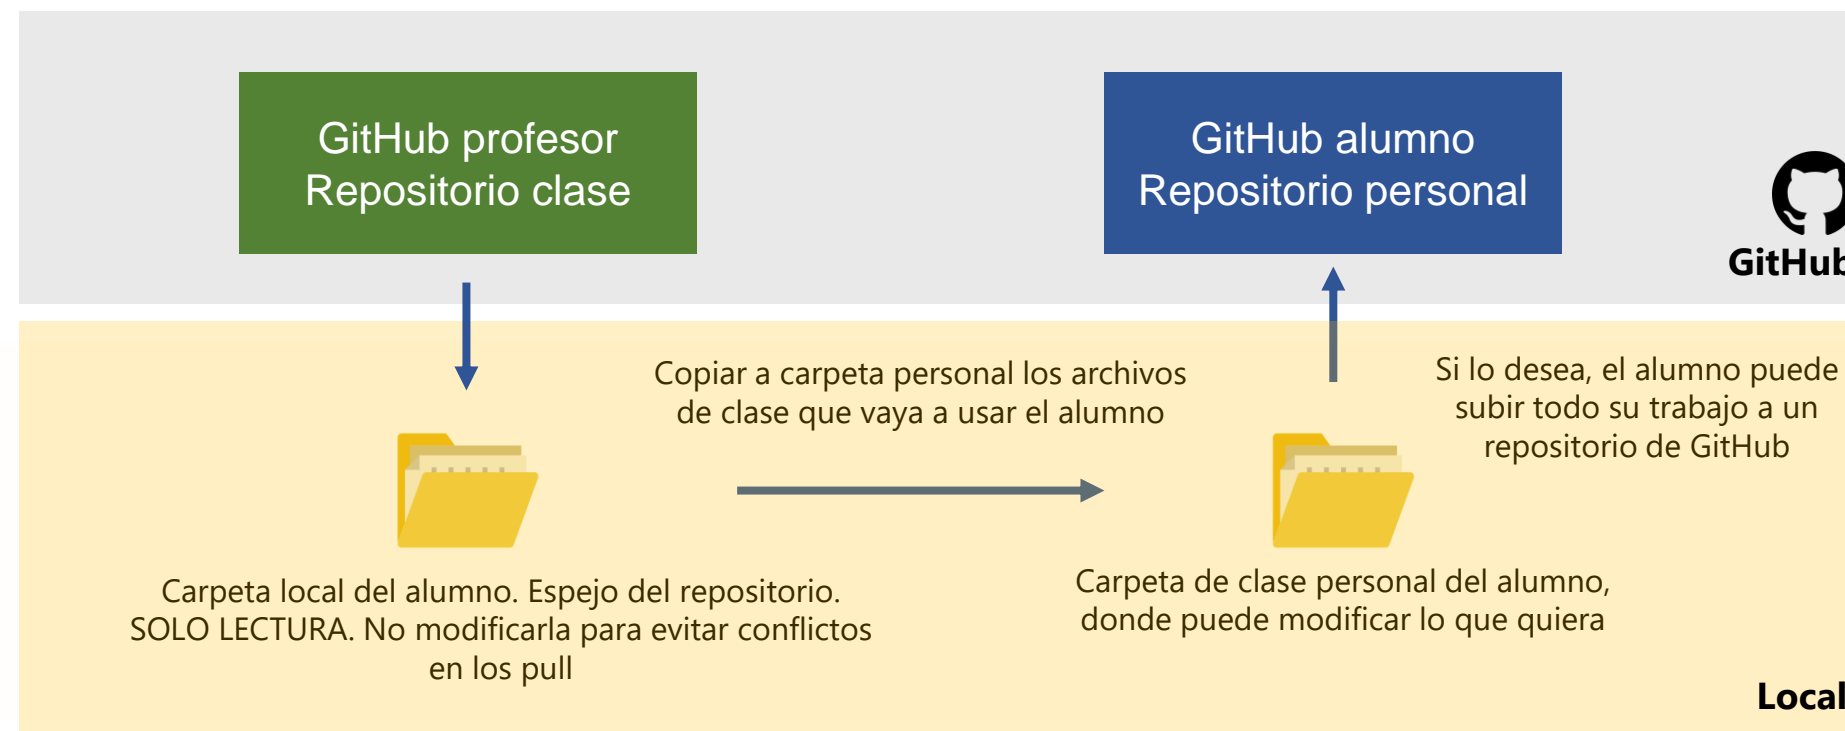 GitHub profesor
Repositorio clase
GitHub alumno
Repositorio personal
GitHub
Copiar a carpeta personal los archivos
de clase que vaya a usar el alumno
Si lo desea, el alumno puede
subir todo su trabajo a un
repositorio de GitHub
Carpeta local del alumno. Espejo del repositorio.
SOLO LECTURA. No modificarla para evitar conflictos
en los pull
Carpeta de clase personal del alumno,
donde puede modificar lo que quiera
Local